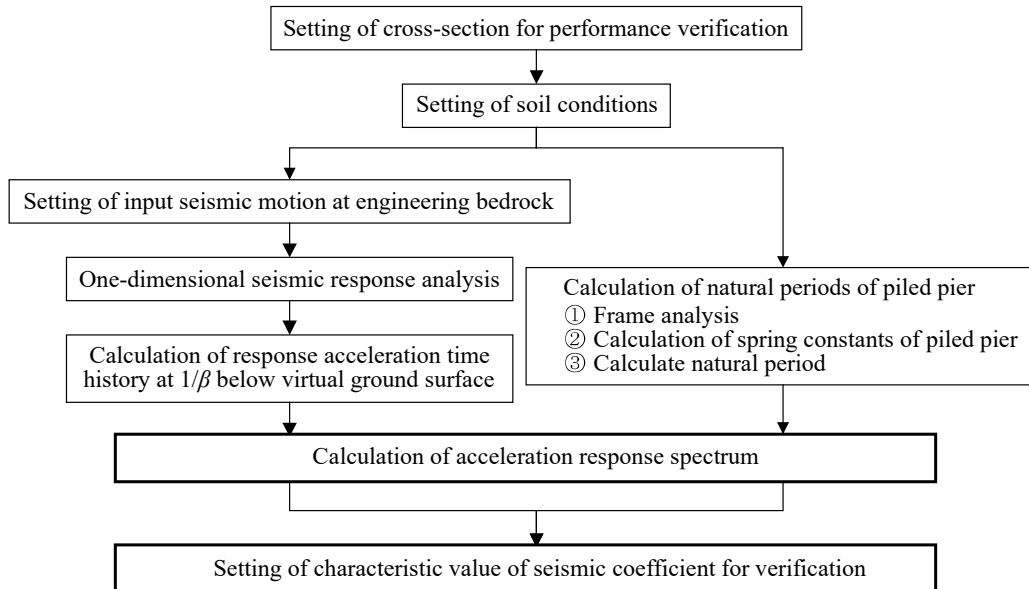 Setting of cross-section for performance verification
Setting of soil conditions
Setting of input seismic motion at engineering bedrock
One-dimensional seismic response analysis
Calculation of response acceleration time
history at 1/β below virtual ground surface
Calculation of natural periods of piled pier
① Frame analysis
② Calculation of spring constants of piled pier
③ Calculate natural period
Calculation of acceleration response spectrum
Setting of characteristic value of seismic coefficient for verification